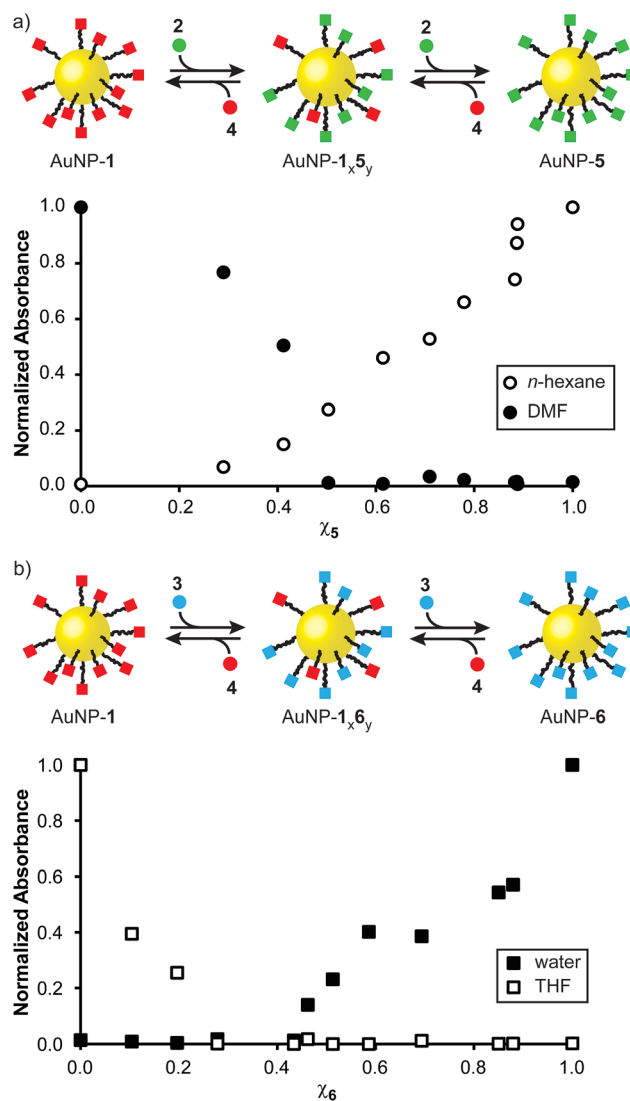 a)
2
2
4
4
AuNP-1
AuNP-1x5y
AuNP-5
Normalized Absorbance
1.0
0.8
0.6
0.4
0.2
0.0
n-hexane
DMF
0.0 0.2 0.4 0.6 0.8 1.0
χ5
b)
3
3
4
4
AuNP-1
AuNP-1x6y
AuNP-6
Normalized Absorbance
1.0
0.8
0.6
0.4
0.2
0.0
water
THF
0.0 0.2 0.4 0.6 0.8 1.0
χ6